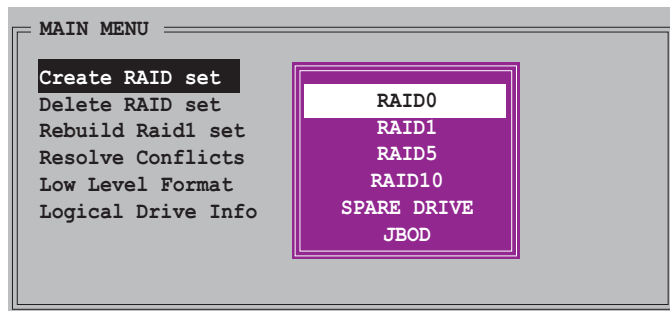 MAIN MENU
Create RAID set
Delete RAID set
Rebuild Raid1 set
Resolve Conflicts
Low Level Format
Logical Drive Info
RAID0
RAID1
RAID5
RAID10
SPARE DRIVE
JBOD